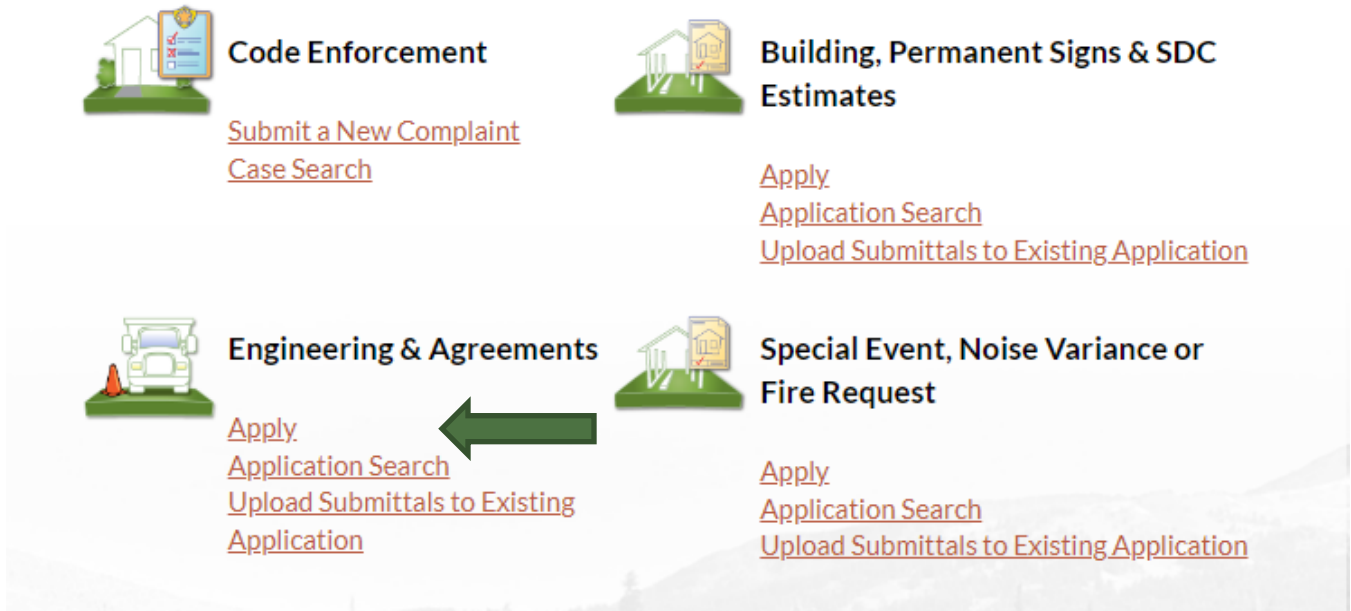 Code Enforcement
Submit a New Complaint
Case Search
Building, Permanent Signs & SDC
Estimates
Apply
Application Search
Upload Submittals to Existing Application
Engineering & Agreements
Apply
Application Search
Upload Submittals to Existing
Application
Special Event, Noise Variance or
Fire Request
Apply
Application Search
Upload Submittals to Existing Application